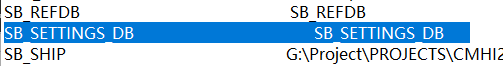 SB_REFDB SB_REFDB
SB_SETTINGS_DB SB_SETTINGS_DB
SB_SHIP G:\Project\PROJECTS\CMHI2